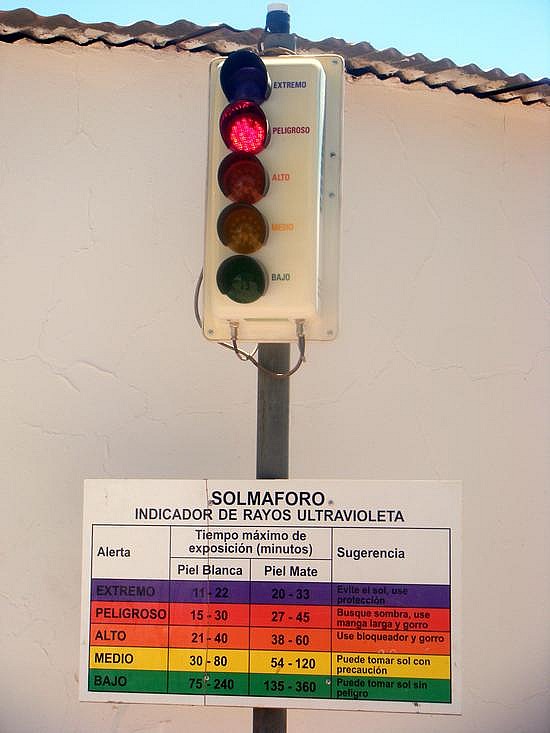 EXTREMO
PELIGROSO
ALTO
MEDIO
BAJO
SOLMAFORO
INDICADOR DE RAYOS ULTRAVIOLETA
Alerta
Tiempo máximo de
exposición (minutos)
Sugerencia
Piel Blanca
Piel Mate
EXTREMO 11 - 22 20 - 33 Evite el sol, use
protección
PELIGROSO 15 - 30 27 - 45 Busque sombra, use
manga larga y gorro
ALTO 21 - 40 38 - 60 Use bloqueador y gorro
MEDIO 30 - 80 54 - 120 Puede tomar sol con
precaución
BAJO 75 - 240 135 - 360 Puede tomar sol sin
peligro